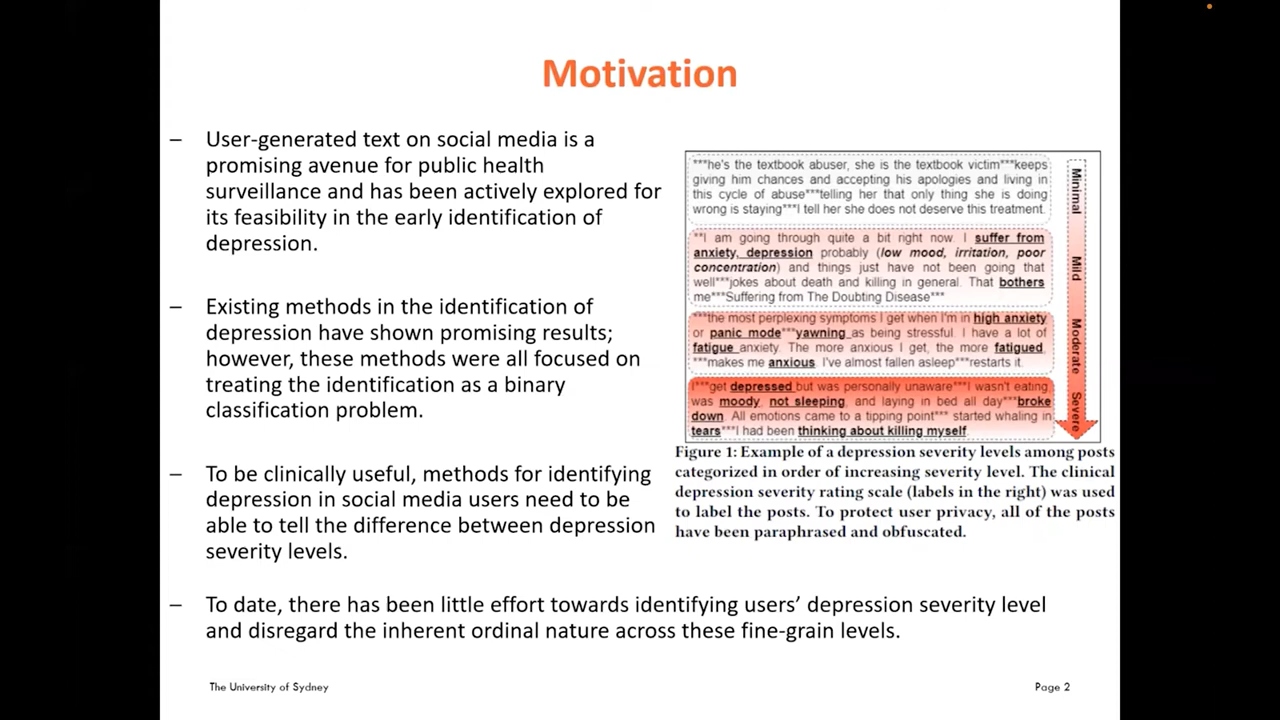 Motivation
– User-generated text on social media is a
promising avenue for public health
surveillance and has been actively explored for
its feasibility in the early identification of
depression.
– Existing methods in the identification of
depression have shown promising results;
however, these methods were all focused on
treating the identification as a binary
classification problem.
– To be clinically useful, methods for identifying
depression in social media users need to be
able to tell the difference between depression
severity levels.
– To date, there has been little effort towards identifying users’ depression severity level
and disregard the inherent ordinal nature across these fine-grain levels.
***he's the textbook abuser, she is the textbook victim***keeps
giving him chances and accepting his apologies and living in
this cycle of abuse***telling her that only thing she is doing
wrong is staying***I tell her she does not deserve this treatment.
**I am going through quite a bit right now. I suffer from
anxiety, depression probably (low mood, irritation, poor
concentration) and things just have not been going that
well***jokes about death and killing in general. That bothers
me***Suffering from The Doubting Disease***
***the most perplexing symptoms I get when I'm in high anxiety
or panic mode***yawning as being stressful. I have a lot of
fatigue anxiety. The more anxious I get, the more fatigued.
***makes me anxious. I've almost fallen asleep***restarts it.
I***get depressed but was personally unaware***I wasn't eating
was moody, not sleeping, and laying in bed all day***broke
down. All emotions came to a tipping point*** started whaling in
tears***I had been thinking about killing myself.
Minimal
Mild
Moderate
Severe
Figure 1: Example of a depression severity levels among posts
categorized in order of increasing severity level. The clinical
depression severity rating scale (labels in the right) was used
to label the posts. To protect user privacy, all of the posts
have been paraphrased and obfuscated.
The University of Sydney
Page 2